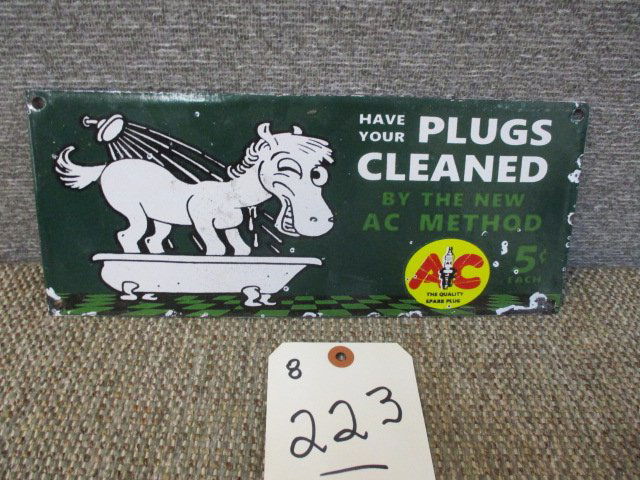 HAVE
YOUR PLUGS
CLEANED
BY THE NEW
AC METHOD
5¢
EACH
AC
THE QUALITY
SPARK PLUG
8
223